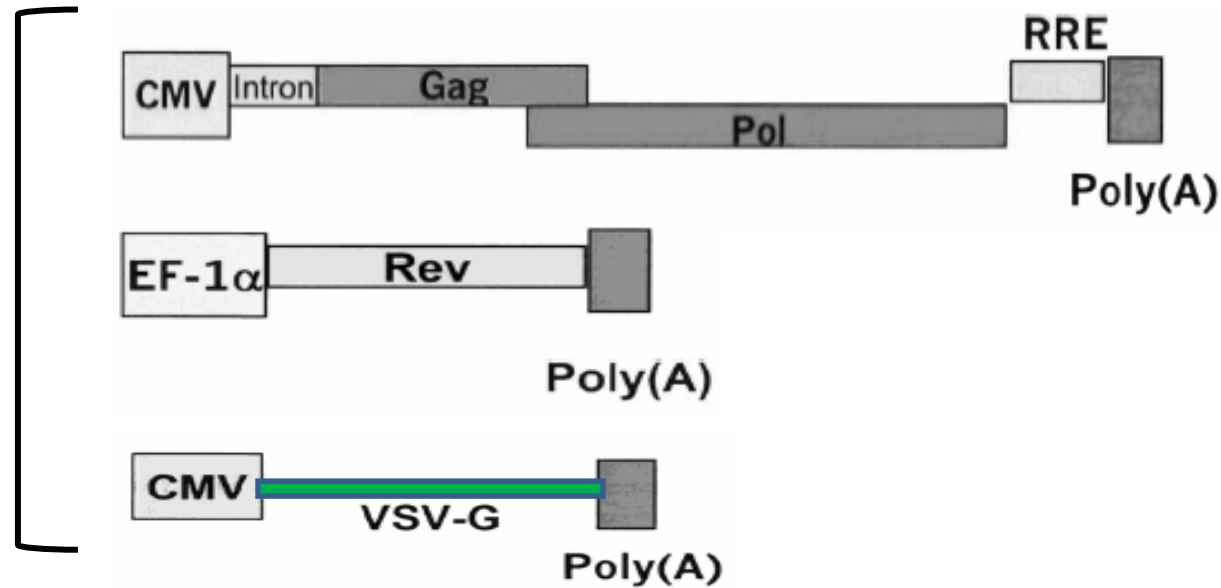 RRE
CMV Intron Gag
Pol
Poly(A)
EF-1α Rev
Poly(A)
CMV
VSV-G
Poly(A)